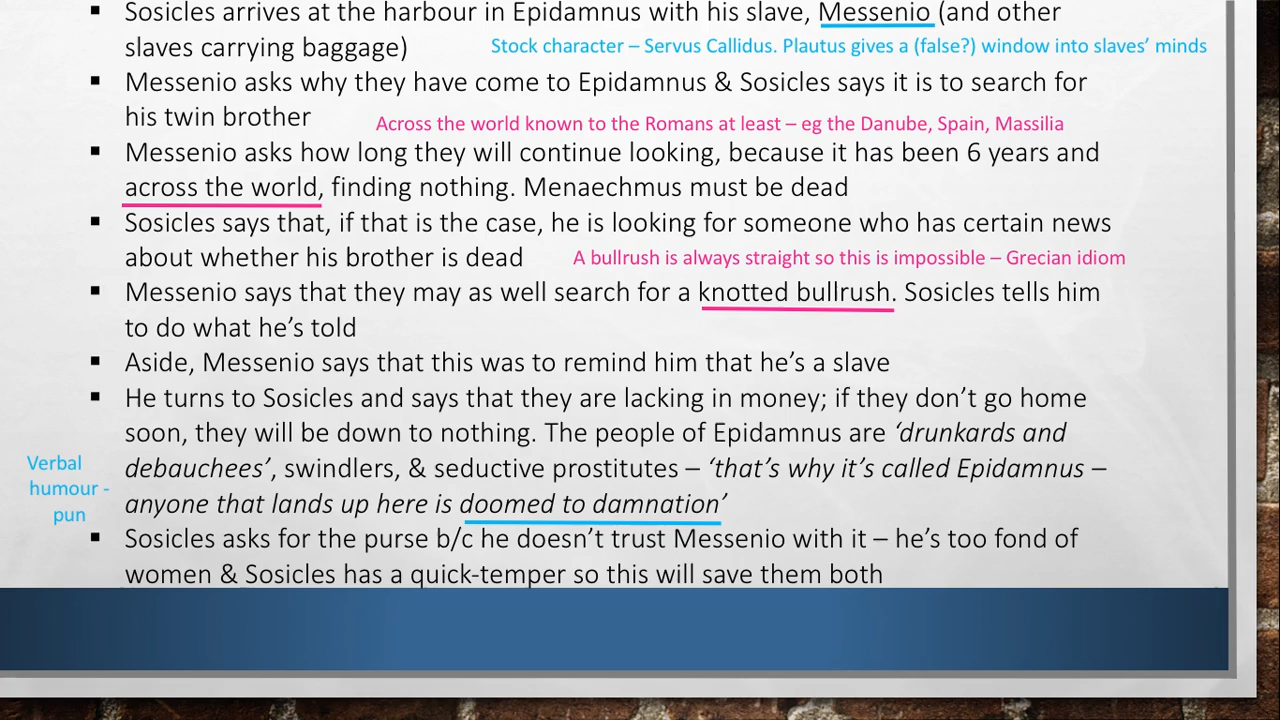 ▪ Sosicles arrives at the harbour in Epidamnus with his slave, Messenio (and other
slaves carrying baggage)
Stock character – Servus Callidus. Plautus gives a (false?) window into slaves' minds
▪ Messenio asks why they have come to Epidamnus & Sosicles says it is to search for
his twin brother
Across the world known to the Romans at least – eg the Danube, Spain, Massilia
▪ Messenio asks how long they will continue looking, because it has been 6 years and
across the world, finding nothing. Menaechmus must be dead
▪ Sosicles says that, if that is the case, he is looking for someone who has certain news
about whether his brother is dead
A bullrush is always straight so this is impossible – Grecian idiom
▪ Messenio says that they may as well search for a knotted bullrush. Sosicles tells him
to do what he's told
▪ Aside, Messenio says that this was to remind him that he's a slave
▪ He turns to Sosicles and says that they are lacking in money; if they don't go home
soon, they will be down to nothing. The people of Epidamnus are 'drunkards and
debauchees', swindlers, & seductive prostitutes – 'that's why it's called Epidamnus –
anyone that lands up here is doomed to damnation'
Verbal
humour -
pun
▪ Sosicles asks for the purse b/c he doesn't trust Messenio with it – he's too fond of
women & Sosicles has a quick-temper so this will save them both